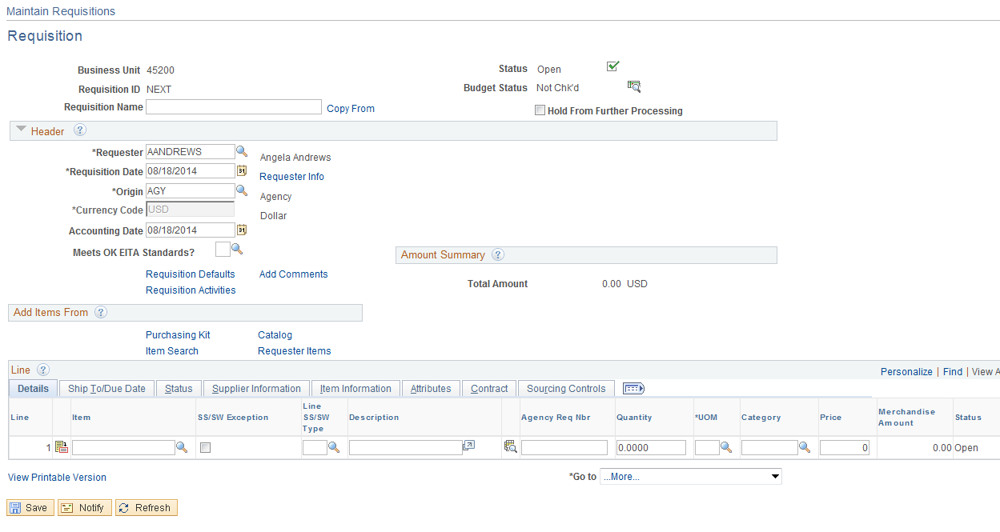 Maintain Requisitions
Requisition
Business Unit 45200 Status Open
Requisition ID NEXT Budget Status Not Chk'd
Requisition Name Copy From Hold From Further Processing
Header ?
*Requester AANDREWS Angela Andrews
*Requisition Date 08/18/2014 31 Requester Info
*Origin AGY Agency
*Currency Code USD Dollar
Accounting Date 08/18/2014 31
Meets OK EITA Standards? Amount Summary ?
Requisition Defaults Add Comments
Requisition Activities Total Amount 0.00 USD
Add Items From ?
Purchasing Kit Catalog
Item Search Requester Items
Line ? Personalize | Find | View A
Details Ship To/Due Date Status Supplier Information Item Information Attributes Contract Sourcing Controls
Line Item SS/SW Exception Line SS/SW Type Description Agency Req Nbr Quantity *UOM Category Price Merchandise Amount Status
1 0.0000 0 0.00 Open
View Printable Version *Go to ...More...
Save Notify Refresh